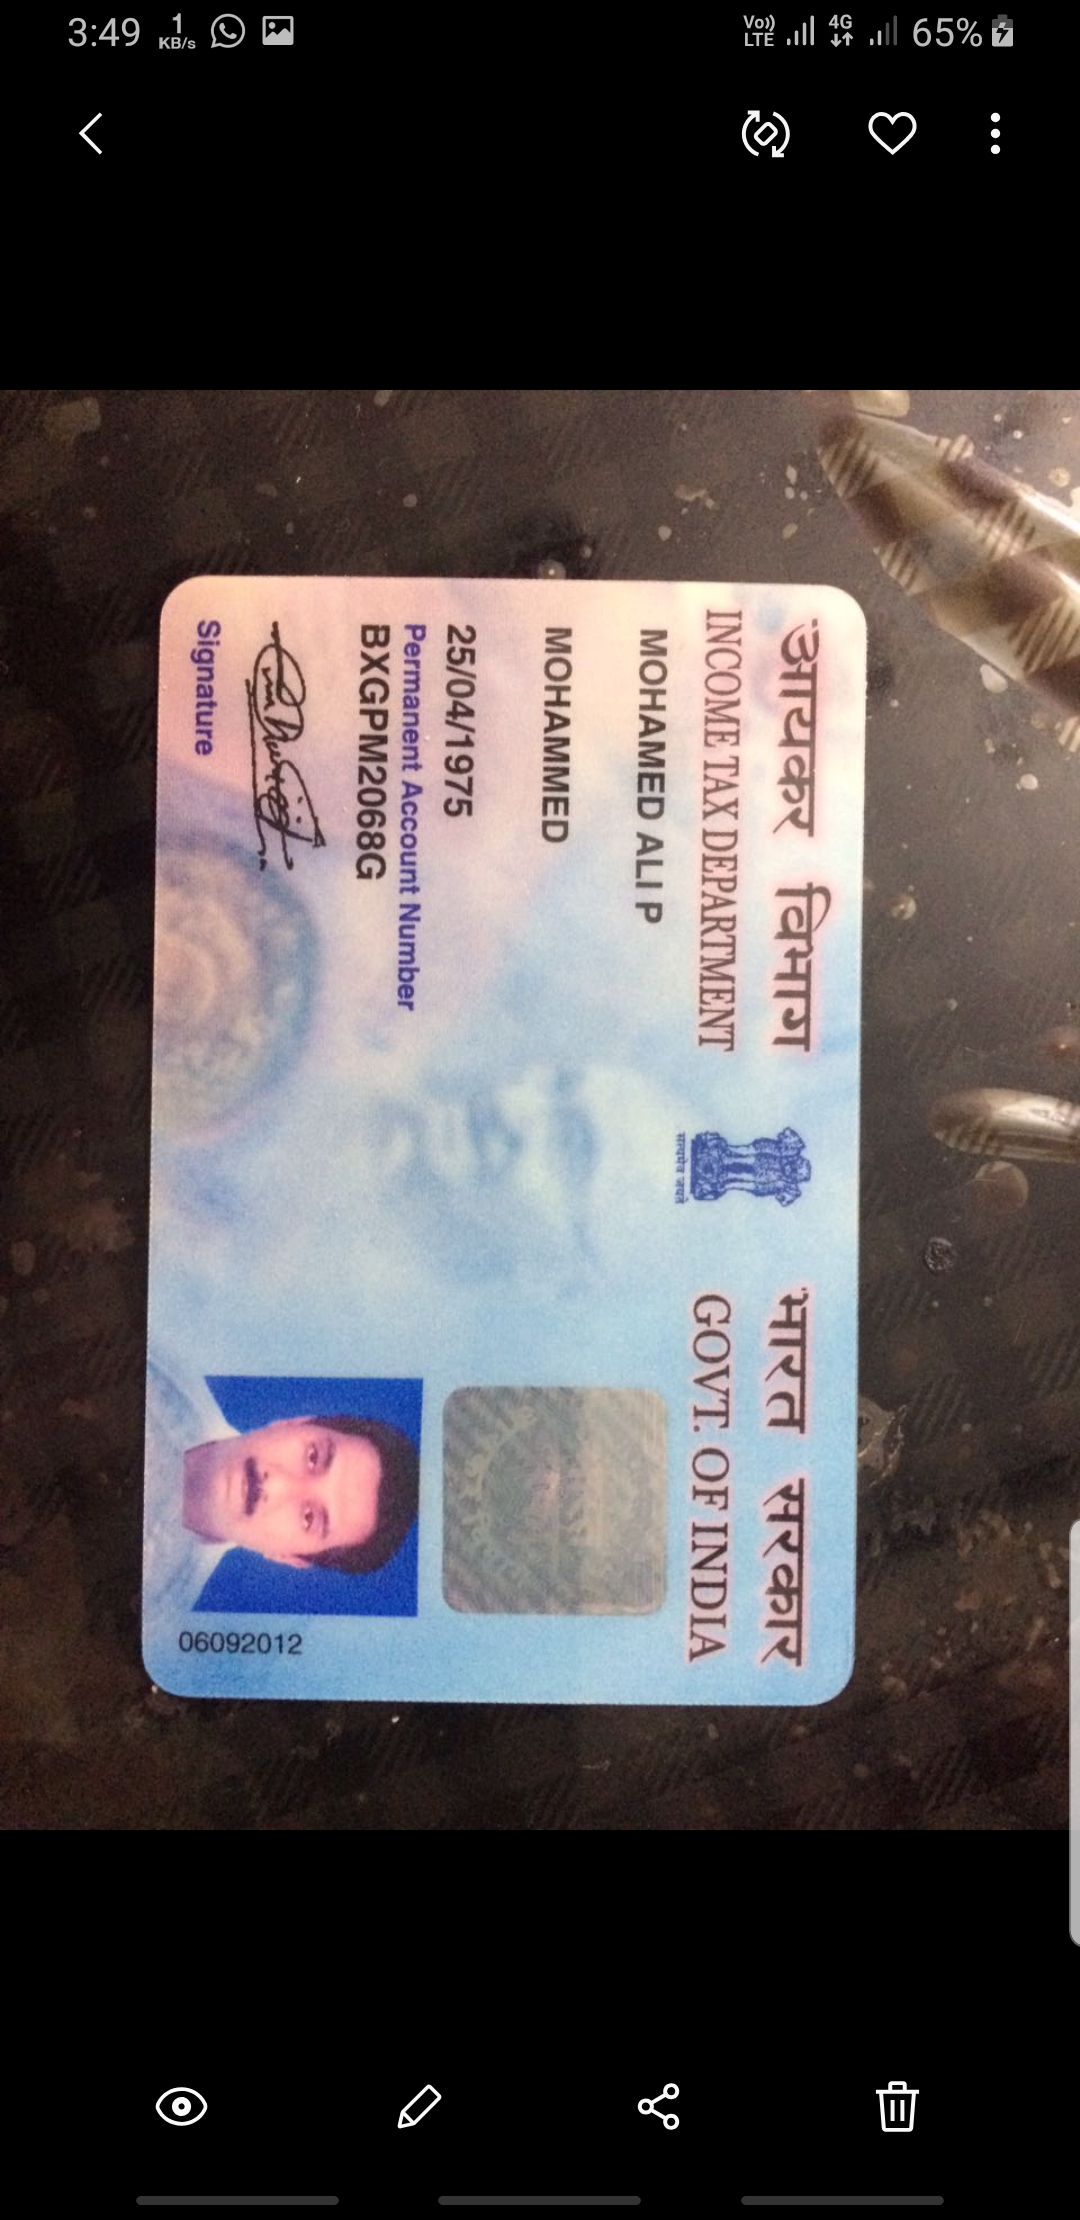 3:49 1 KB/s Vo)) LTE 4G 65%
आयकर विभाग भारत सरकार
INCOME TAX DEPARTMENT GOVT. OF INDIA
सत्यमेव जयते
MOHAMED ALI P
MOHAMMED
25/04/1975
Permanent Account Number
BXGPM2068G
Signature
06092012